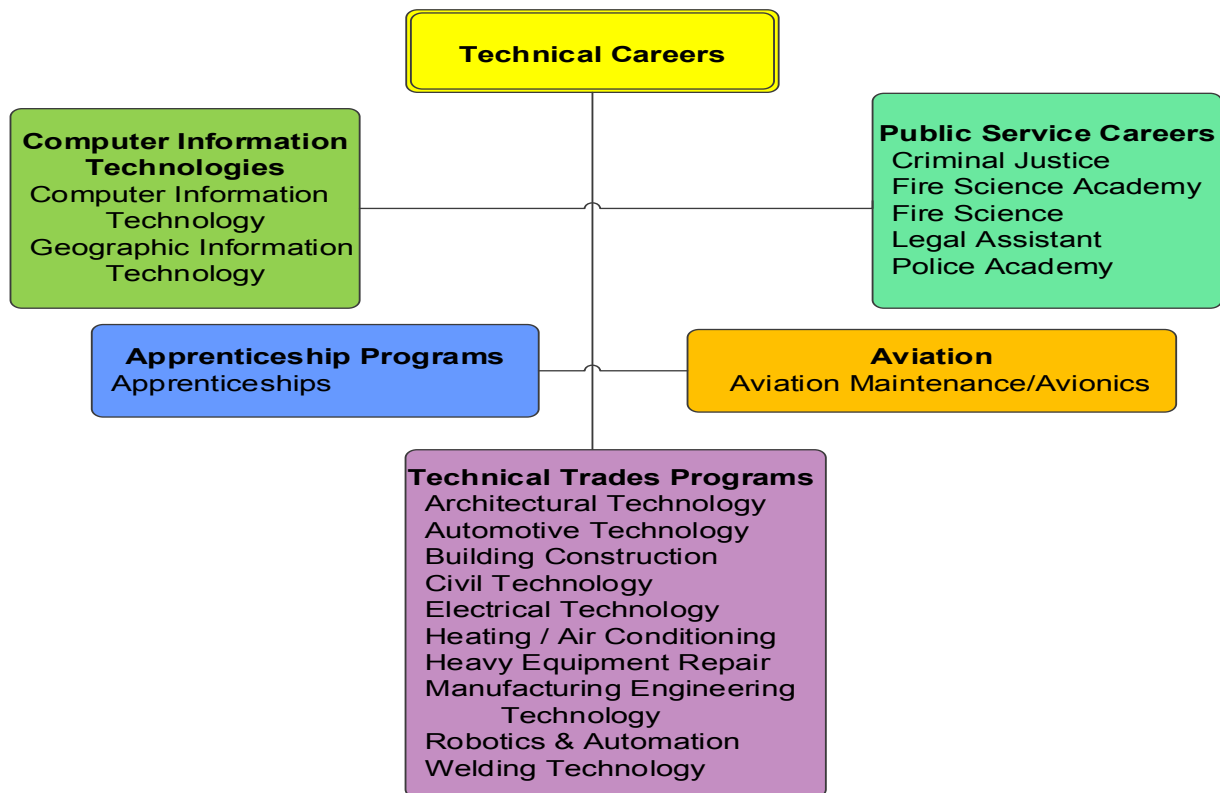 Technical Careers
Computer Information
Technologies
Computer Information
Technology
Geographic Information
Technology
Public Service Careers
Criminal Justice
Fire Science Academy
Fire Science
Legal Assistant
Police Academy
Apprenticeship Programs
Apprenticeships
Aviation
Aviation Maintenance/Avionics
Technical Trades Programs
Architectural Technology
Automotive Technology
Building Construction
Civil Technology
Electrical Technology
Heating / Air Conditioning
Heavy Equipment Repair
Manufacturing Engineering
Technology
Robotics & Automation
Welding Technology